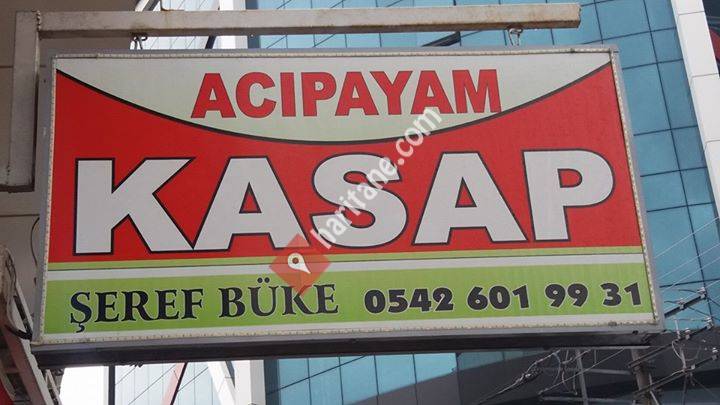 ACIPAYAM
KASAP
ŞEREF BÜKE 0542 601 99 31
haritane.com